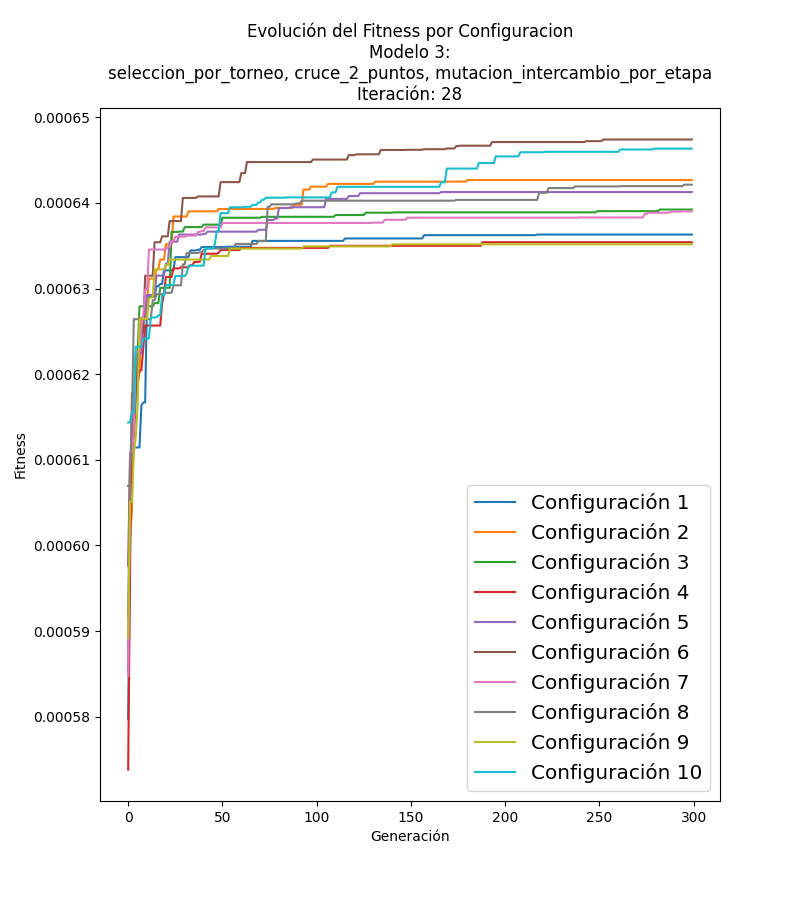 Evolución del Fitness por Configuracion
Modelo 3:
seleccion_por_torneo, cruce_2_puntos, mutacion_intercambio_por_etapa
Iteración: 28
0.00065
0.00064
0.00063
0.00062
0.00061
0.00060
0.00059
0.00058
Fitness
0
50
100
150
200
250
300
Generación
Configuración 1
Configuración 2
Configuración 3
Configuración 4
Configuración 5
Configuración 6
Configuración 7
Configuración 8
Configuración 9
Configuración 10